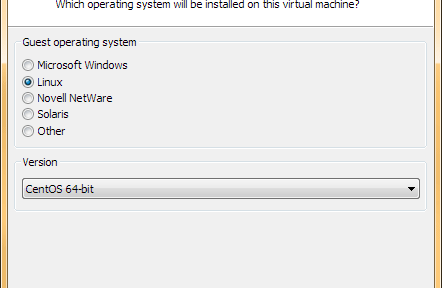 Which operating system will be installed on this virtual machine?
Guest operating system
Microsoft Windows
Linux
Novell NetWare
Solaris
Other
Version
CentOS 64-bit